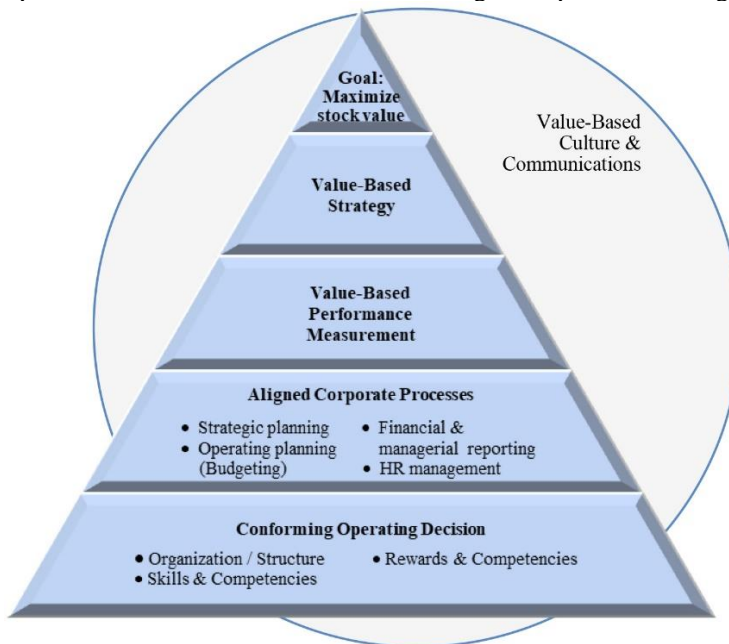 Goal:
Maximize
stock value
Value-Based
Culture &
Communications
Value-Based
Strategy
Value-Based
Performance
Measurement
Aligned Corporate Processes
• Strategic planning
• Operating planning
(Budgeting)
• Financial &
managerial reporting
• HR management
Conforming Operating Decision
• Organization / Structure
• Skills & Competencies
• Rewards & Competencies